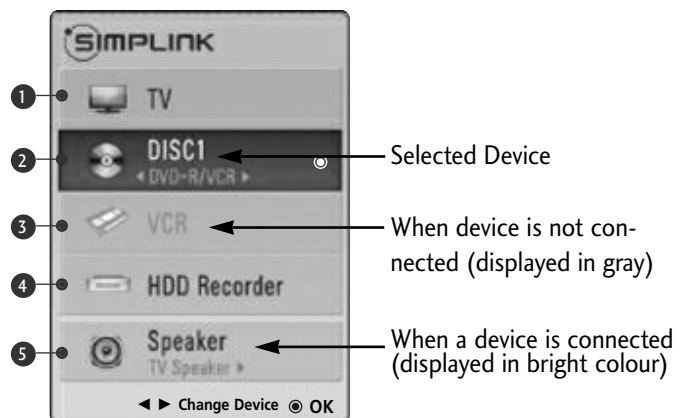 SIMPLINK
1 TV
2 DISC1
◄ DVD-R/VCR ►
Selected Device
3 VCR
When device is not con-
nected (displayed in gray)
4 HDD Recorder
5 Speaker
TV Speaker ►
When a device is connected
(displayed in bright colour)
◄ ► Change Device ◉ OK